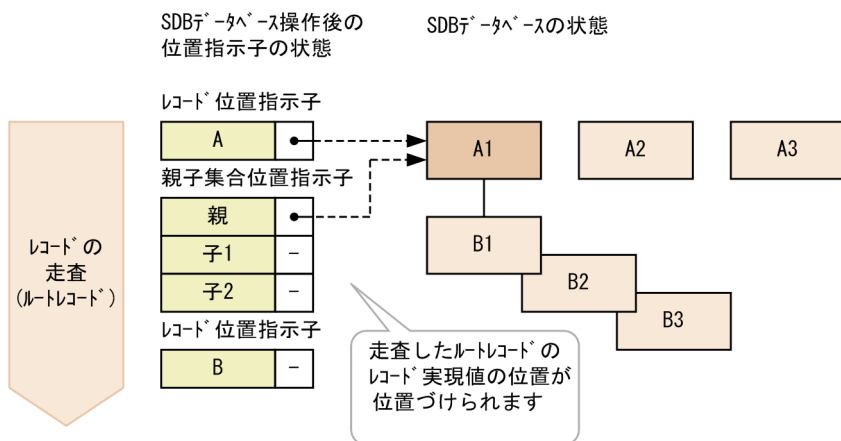 SDBﾃﾞｰﾀﾍﾞｰｽ操作後の
位置指示子の状態
SDBﾃﾞｰﾀﾍﾞｰｽの状態
ﾚｺｰﾄﾞの
走査
(ﾙｰﾄﾚｺｰﾄﾞ)
ﾚｺｰﾄﾞ位置指示子
A
親子集合位置指示子
親
子1 －
子2 －
ﾚｺｰﾄﾞ位置指示子
B －
A1
A2
A3
B1
B2
B3
走査したﾙｰﾄﾚｺｰﾄﾞの
ﾚｺｰﾄﾞ実現値の位置が
位置づけられます